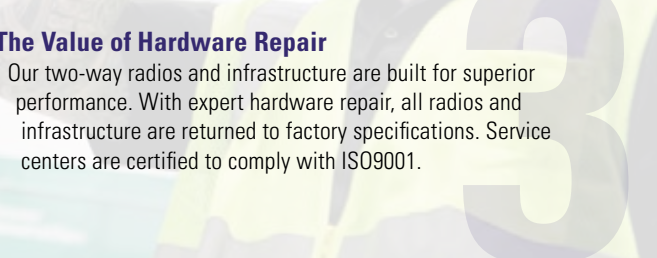 The Value of Hardware Repair
Our two-way radios and infrastructure are built for superior
performance. With expert hardware repair, all radios and
infrastructure are returned to factory specifications. Service
centers are certified to comply with ISO9001.
3